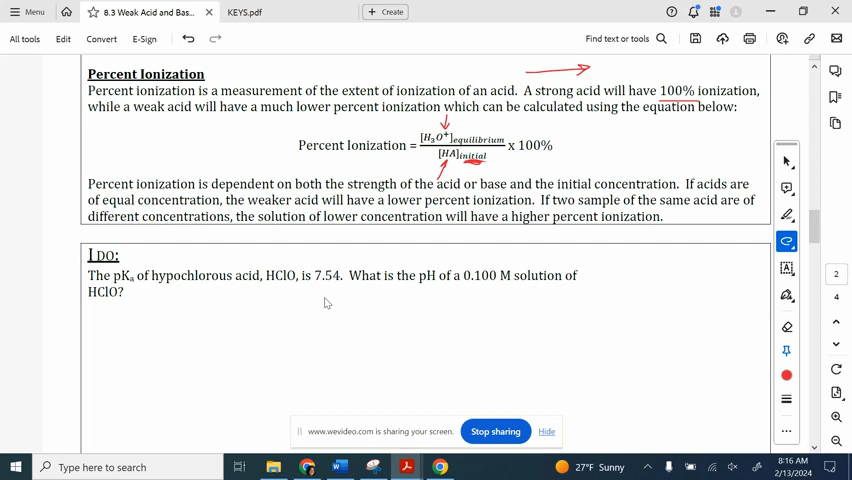 Menu
8.3 Weak Acid and Bas...
KEYS.pdf
Create
All tools Edit Convert E-Sign
Find text or tools
Percent Ionization
Percent ionization is a measurement of the extent of ionization of an acid. A strong acid will have 100% ionization,
while a weak acid will have a much lower percent ionization which can be calculated using the equation below:
Percent Ionization = [H₃O⁺]equilibrium / [HA]initial x 100%
Percent ionization is dependent on both the strength of the acid or base and the initial concentration. If acids are
of equal concentration, the weaker acid will have a lower percent ionization. If two sample of the same acid are of
different concentrations, the solution of lower concentration will have a higher percent ionization.
I DO:
The pKₐ of hypochlorous acid, HClO, is 7.54. What is the pH of a 0.100 M solution of
HClO?
2
4
www.wevideo.com is sharing your screen.
Stop sharing
Hide
Type here to search
27°F Sunny
8:16 AM
2/13/2024